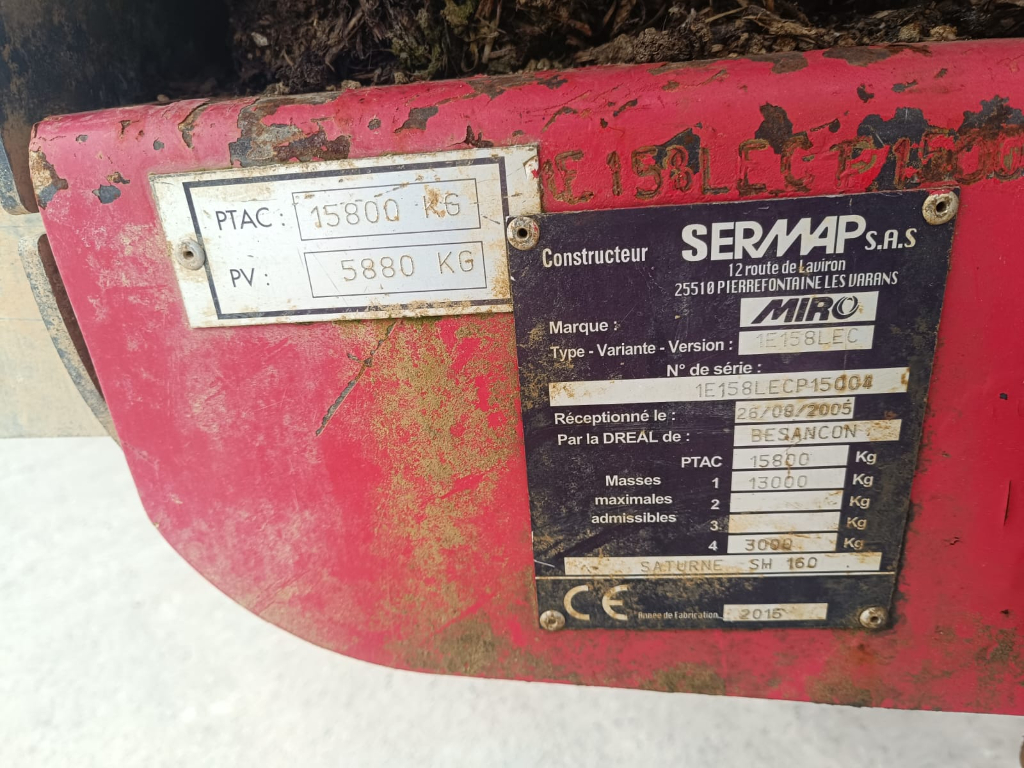 1E158LECP1500
PTAC : 15800 KG
PV : 5880 KG
Constructeur SERMAP S.A.S
12 route de Laviron
25510 PIERREFONTAINE LES VARANS
Marque : MIRO
Type - Variante - Version : 1E158LEC
N° de série :
Réceptionné le : 26/08/2005
Par la DREAL de : BESANCON
PTAC 15800 Kg
Masses maximales admissibles
1 13000 Kg
2 Kg
3 Kg
4 3000 Kg
SATURNE SH 160
CE Année de Fabrication